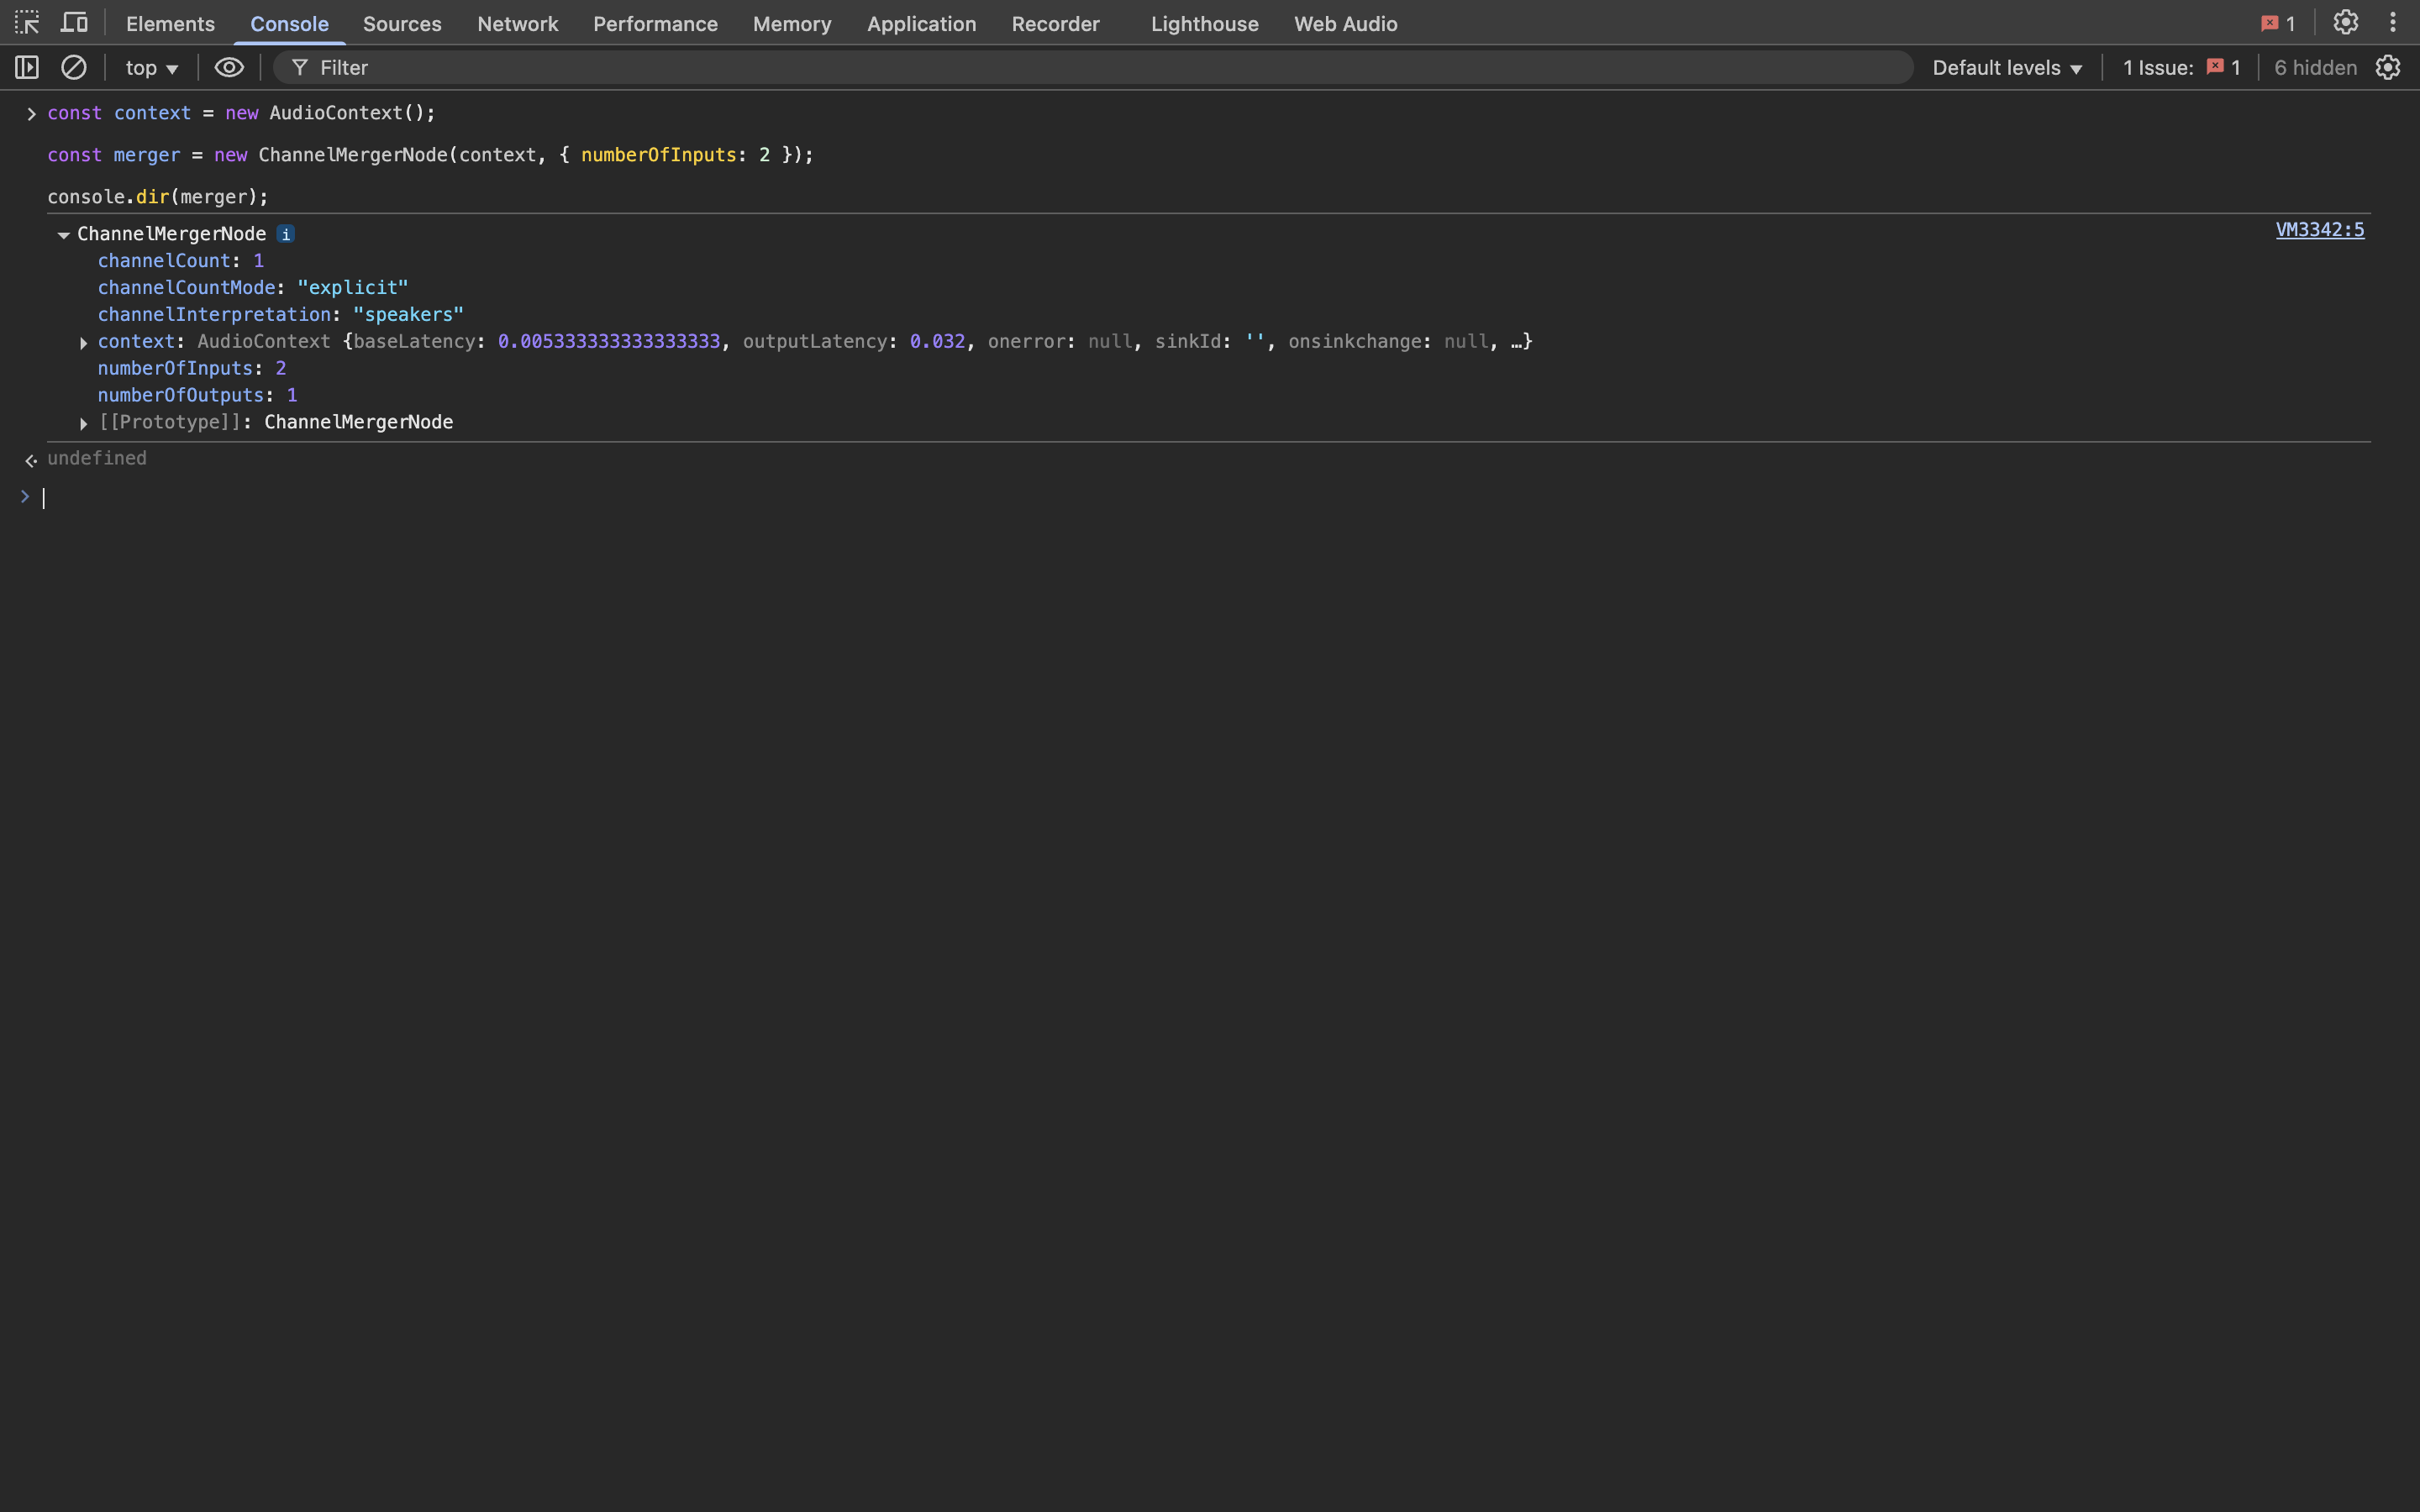 Elements Console Sources Network Performance Memory Application Recorder Lighthouse Web Audio 1
top Filter Default levels 1 Issue: 1 6 hidden
const context = new AudioContext();
const merger = new ChannelMergerNode(context, { numberOfInputs: 2 });
console.dir(merger);
ChannelMergerNode i VM3342:5
channelCount: 1
channelCountMode: "explicit"
channelInterpretation: "speakers"
context: AudioContext {baseLatency: 0.005333333333333333, outputLatency: 0.032, onerror: null, sinkId: '', onsinkchange: null, …}
numberOfInputs: 2
numberOfOutputs: 1
[[Prototype]]: ChannelMergerNode
undefined